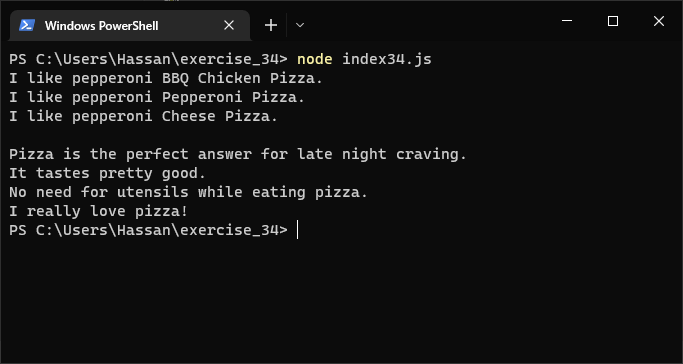 Windows PowerShell
PS C:\Users\Hassan\exercise_34> node index34.js
I like pepperoni BBQ Chicken Pizza.
I like pepperoni Pepperoni Pizza.
I like pepperoni Cheese Pizza.
Pizza is the perfect answer for late night craving.
It tastes pretty good.
No need for utensils while eating pizza.
I really love pizza!
PS C:\Users\Hassan\exercise_34>